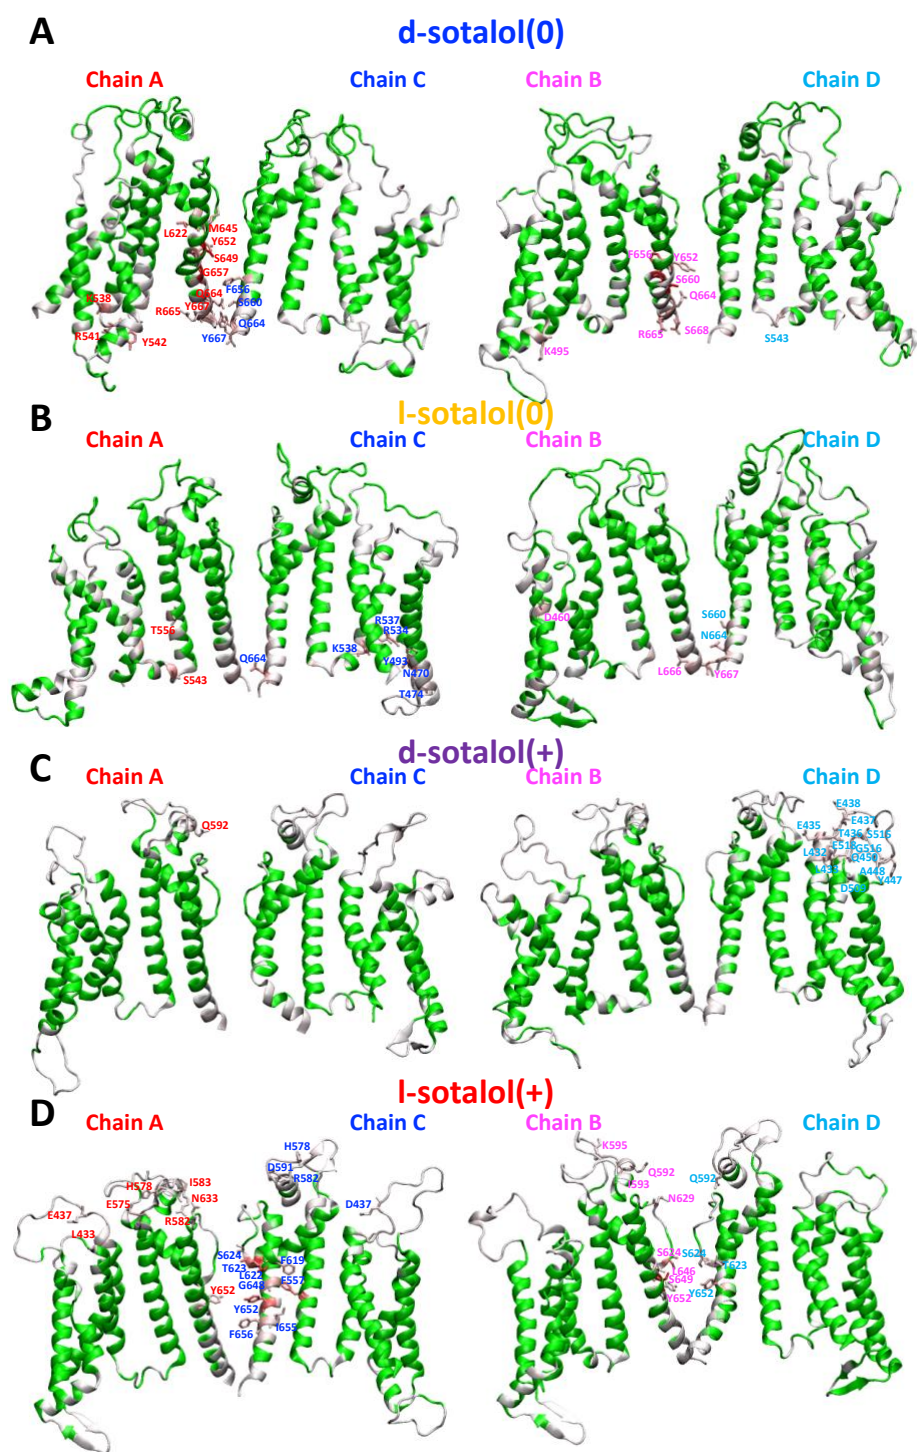 A
d-sotalol(0)
Chain A
Chain C
Chain B
Chain D
L622
M645
Y652
S649
G657
F656
Q664
S660
K538
Y667
R665
Q664
R541
Y542
Y667
F656
Y652
S660
Q664
R665
S668
K495
S543
B
l-sotalol(0)
Chain A
Chain C
Chain B
Chain D
T556
S543
Q664
R537
R534
K538
Y493
N470
T474
D460
S660
N664
L666
Y667
C
d-sotalol(+)
Chain A
Chain C
Chain B
Chain D
Q592
E438
E437
E435
T436
S515
E518
G516
L432
D450
L433
A448
Y447
D
l-sotalol(+)
Chain A
Chain C
Chain B
Chain D
H578
I583
E575
N633
R582
E437
L433
Y652
H578
D591
R582
D437
S624
T623
F619
L622
G648
E557
Y652
F656
I655
K595
Q592
I593
N629
Q592
S624
S624
T623
L646
S649
Y652
Y652